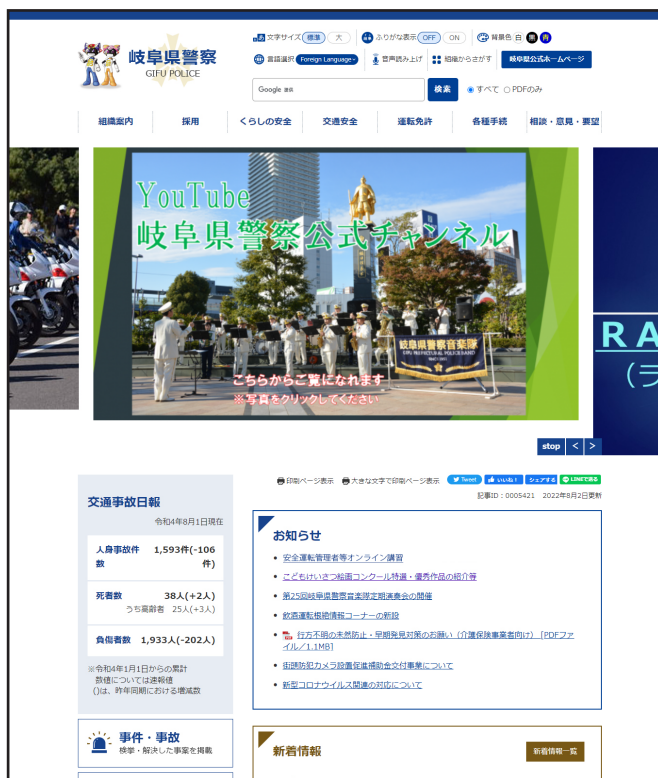 岐阜県警察
GIFU POLICE
文字サイズ 標準 大 ふりがな表示 OFF ON 背景色 白 黒 青
言語選択 Foreign Language 音声読み上げ 組織からさがす 岐阜県公式ホームページ
Google 検索 検索 すべて PDFのみ
組織案内 採用 くらしの安全 交通安全 運転免許 各種手続 相談・意見・要望
YouTube
岐阜県警察公式チャンネル
岐阜県警察音楽隊
GIFU PREFECTURAL POLICE BAND
こちらからご覧になれます
※写真をクリックしてください
RA
(ラ
stop < >
印刷ページ表示 大きな文字で印刷ページ表示 Tweet いいね! シェアする LINEで送る
記事ID:0005421 2022年8月2日更新
交通事故日報
令和4年8月1日現在
人身事故件数 1,593件(-106件)
死者数 38人(+2人)
うち高齢者 25人(+3人)
負傷者数 1,933人(-202人)
※令和4年1月1日からの累計
数値については速報値
()は、昨年同期における増減数
事件・事故
検挙・解決した事案を掲載
お知らせ
安全運転管理者等オンライン講習
こどもけいさつ絵画コンクール特選・優秀作品の紹介等
第25回岐阜県警察音楽隊定期演奏会の開催
飲酒運転根絶情報コーナーの新設
行方不明の未然防止・早期発見対策のお願い（介護保険事業者向け） [PDFファ
イル／1.1MB]
街頭防犯カメラ設置促進補助金交付事業について
新型コロナウイルス関連の対応について
新着情報
新着情報一覧